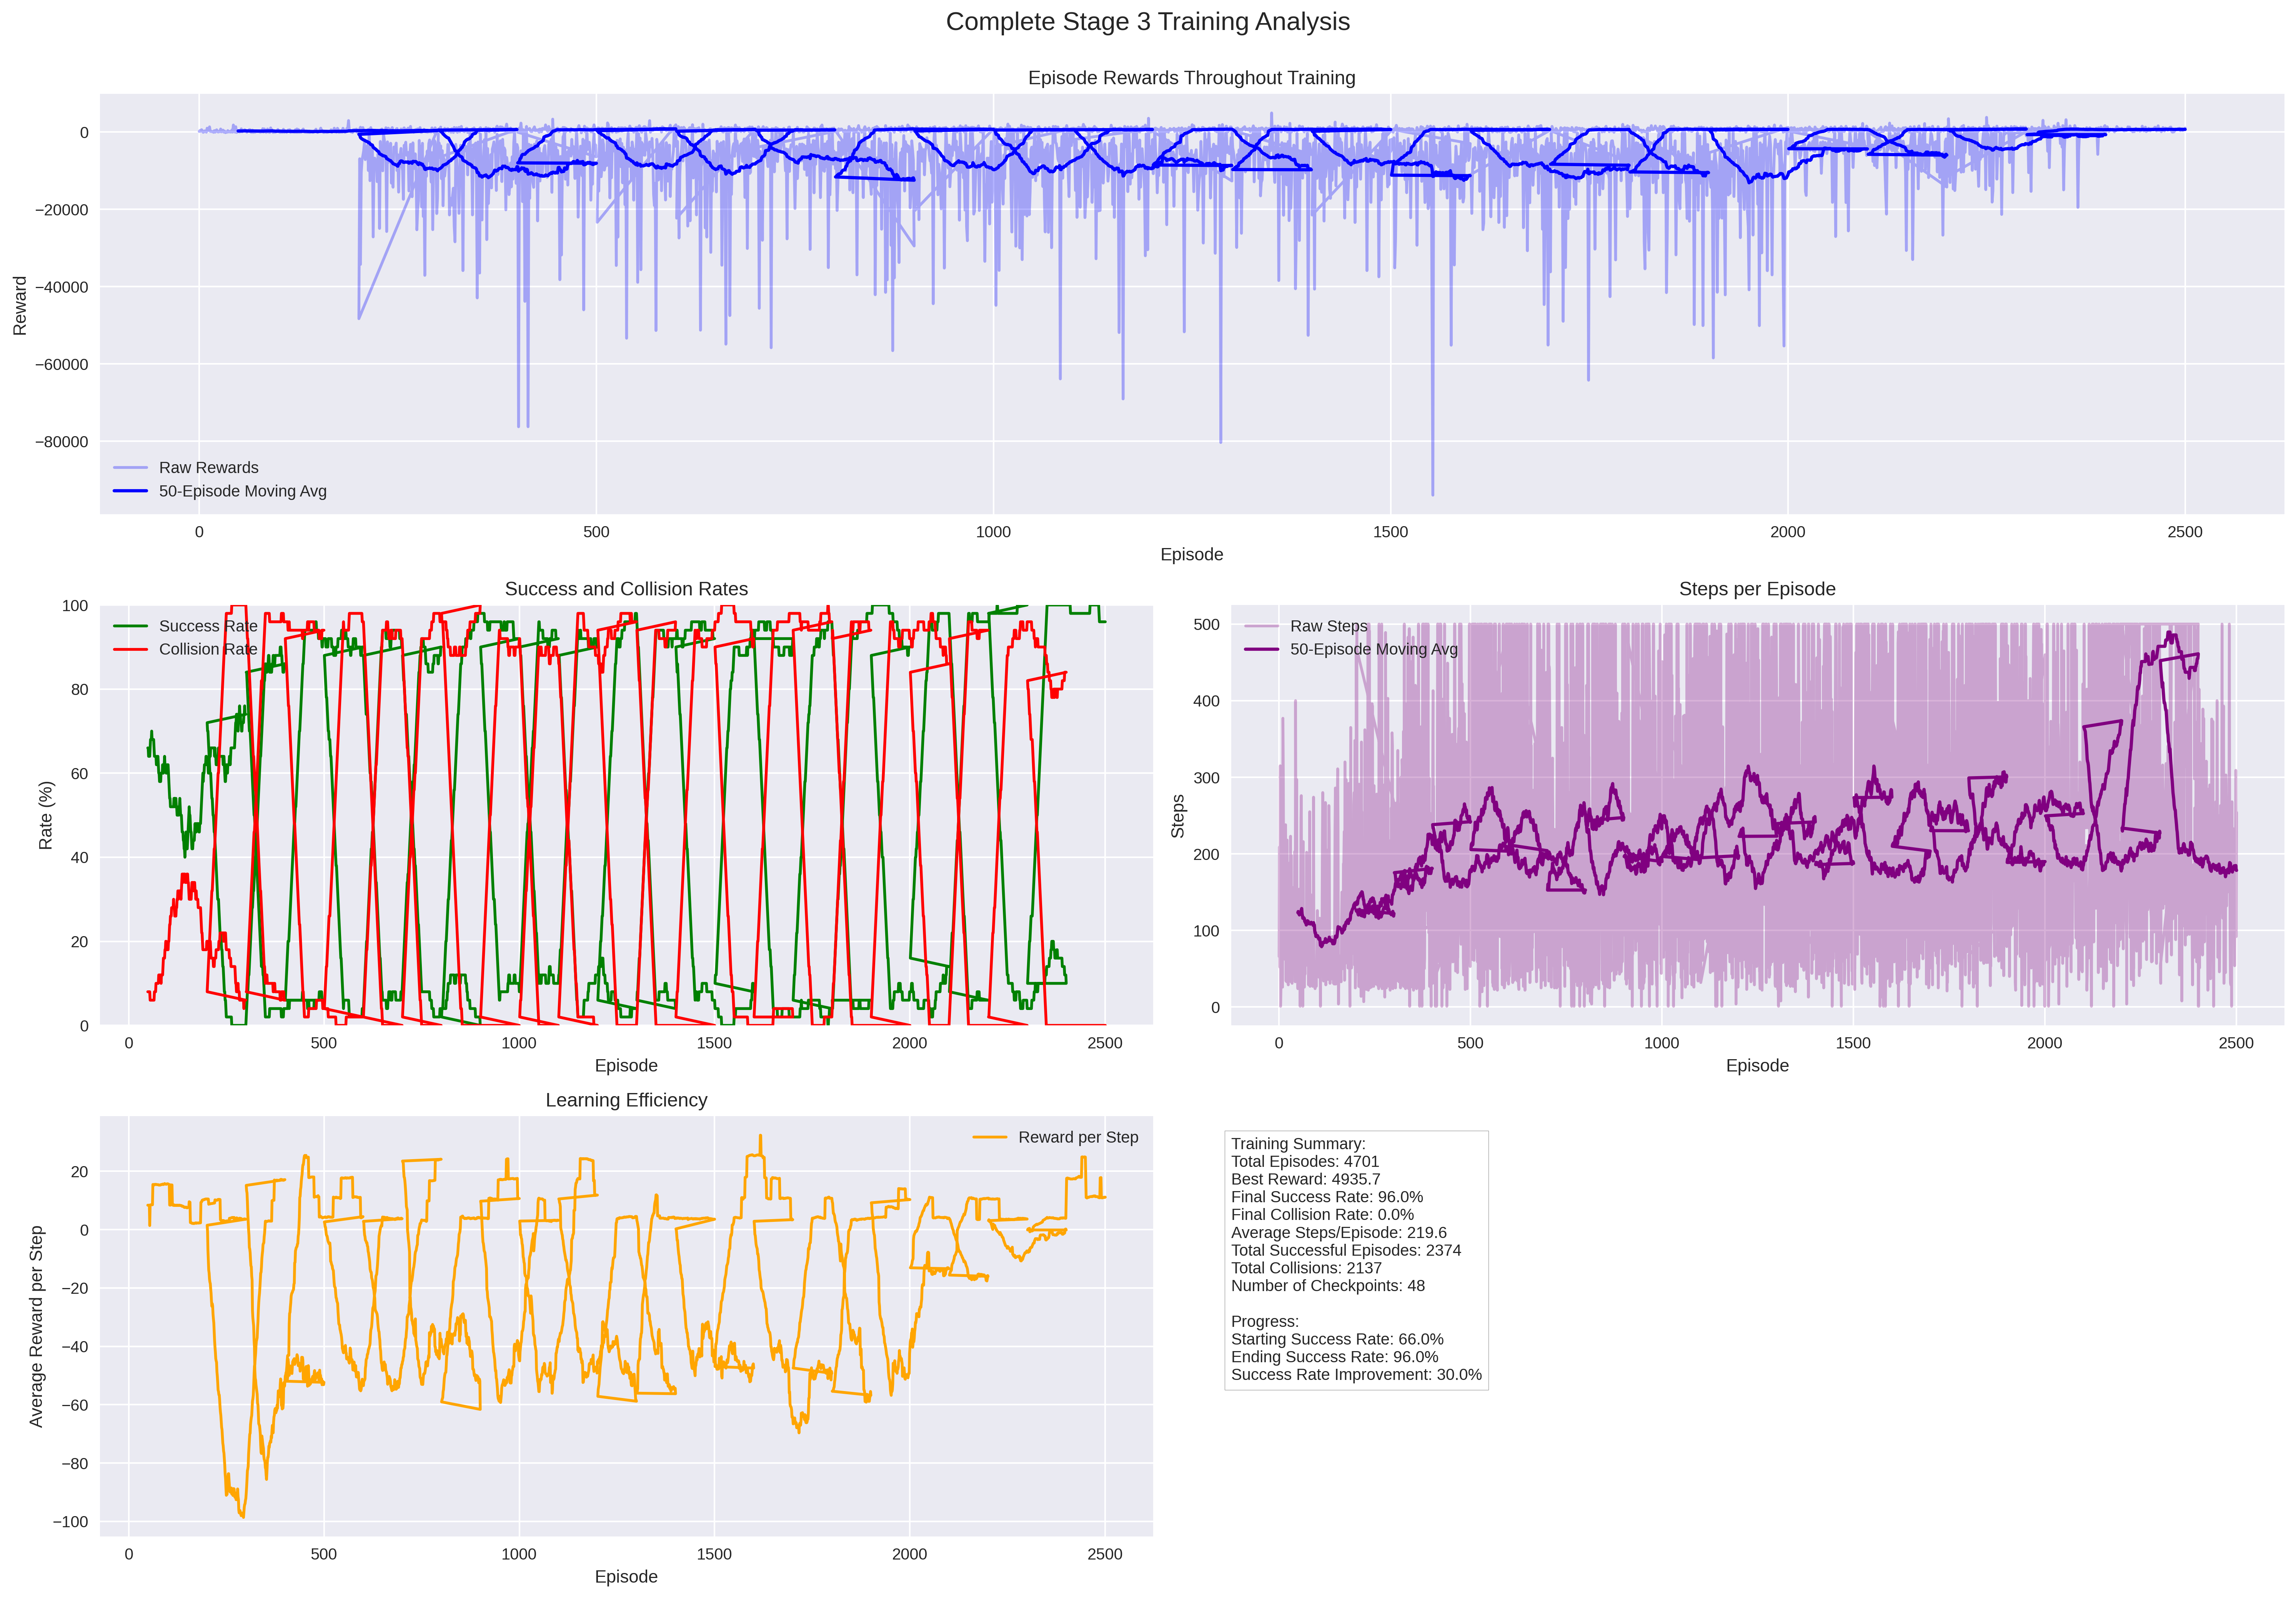 Complete Stage 3 Training Analysis
Episode Rewards Throughout Training
0
−20000
−40000
−60000
−80000
Reward
Raw Rewards
50-Episode Moving Avg
0
500
1000
1500
2000
2500
Episode
Success and Collision Rates
100
80
60
40
20
0
Rate (%)
Success Rate
Collision Rate
0
500
1000
1500
2000
2500
Episode
Steps per Episode
500
400
300
200
100
0
Steps
Raw Steps
50-Episode Moving Avg
0
500
1000
1500
2000
2500
Episode
Learning Efficiency
20
0
−20
−40
−60
−80
−100
Average Reward per Step
Reward per Step
0
500
1000
1500
2000
2500
Episode
Training Summary:
Total Episodes: 4701
Best Reward: 4935.7
Final Success Rate: 96.0%
Final Collision Rate: 0.0%
Average Steps/Episode: 219.6
Total Successful Episodes: 2374
Total Collisions: 2137
Number of Checkpoints: 48
Progress:
Starting Success Rate: 66.0%
Ending Success Rate: 96.0%
Success Rate Improvement: 30.0%